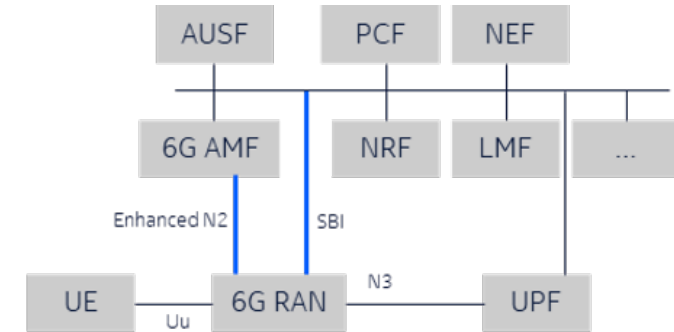 AUSF
PCF
NEF
6G AMF
NRF
LMF
...
Enhanced N2
SBI
N3
UE
Uu
6G RAN
UPF